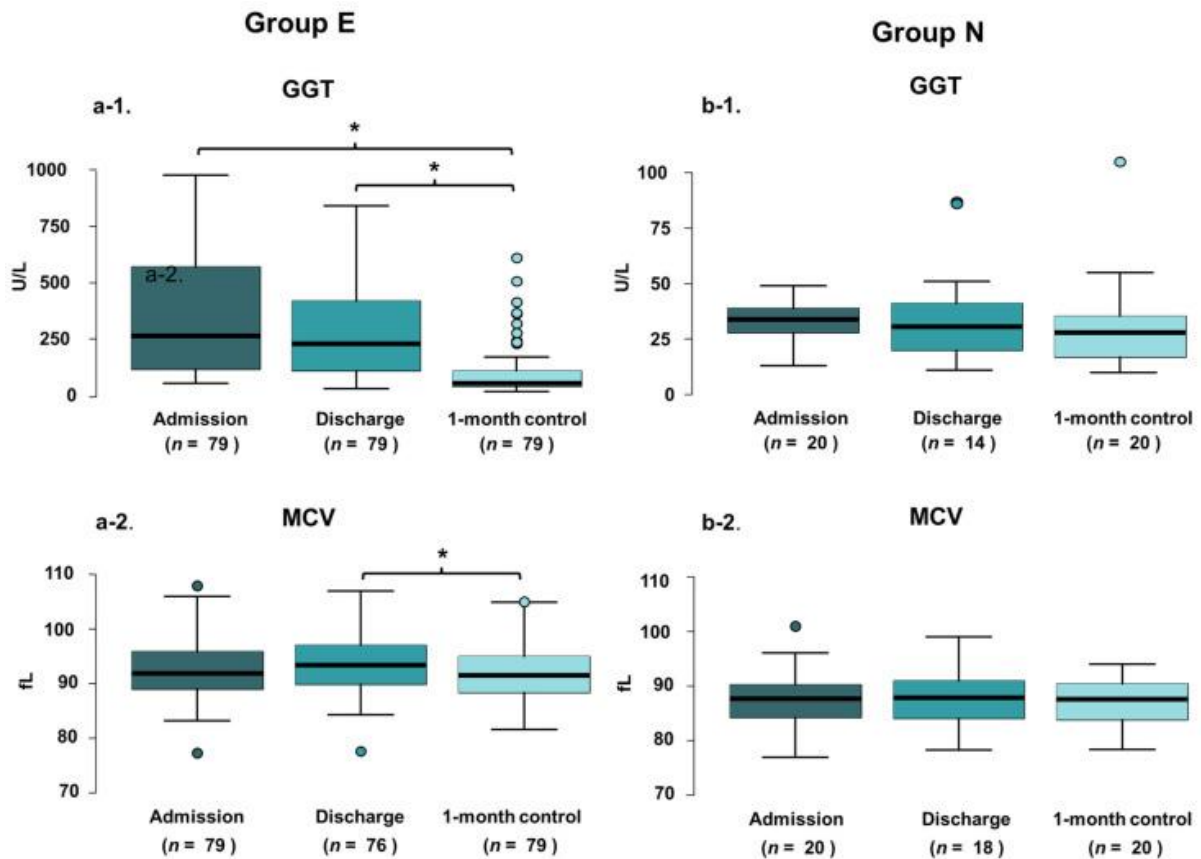 Group E
Group N
a-1.
GGT
*
*
U/L
1000
750
500
250
0
a-2.
Admission
(n = 79 )
Discharge
(n = 79 )
1-month control
(n = 79 )
b-1.
GGT
U/L
100
75
50
25
0
Admission
(n = 20 )
Discharge
(n = 14 )
1-month control
(n = 20 )
a-2.
MCV
*
fL
110
100
90
80
70
Admission
(n = 79 )
Discharge
(n = 76 )
1-month control
(n = 79 )
b-2.
MCV
fL
110
100
90
80
70
Admission
(n = 20 )
Discharge
(n = 18 )
1-month control
(n = 20 )